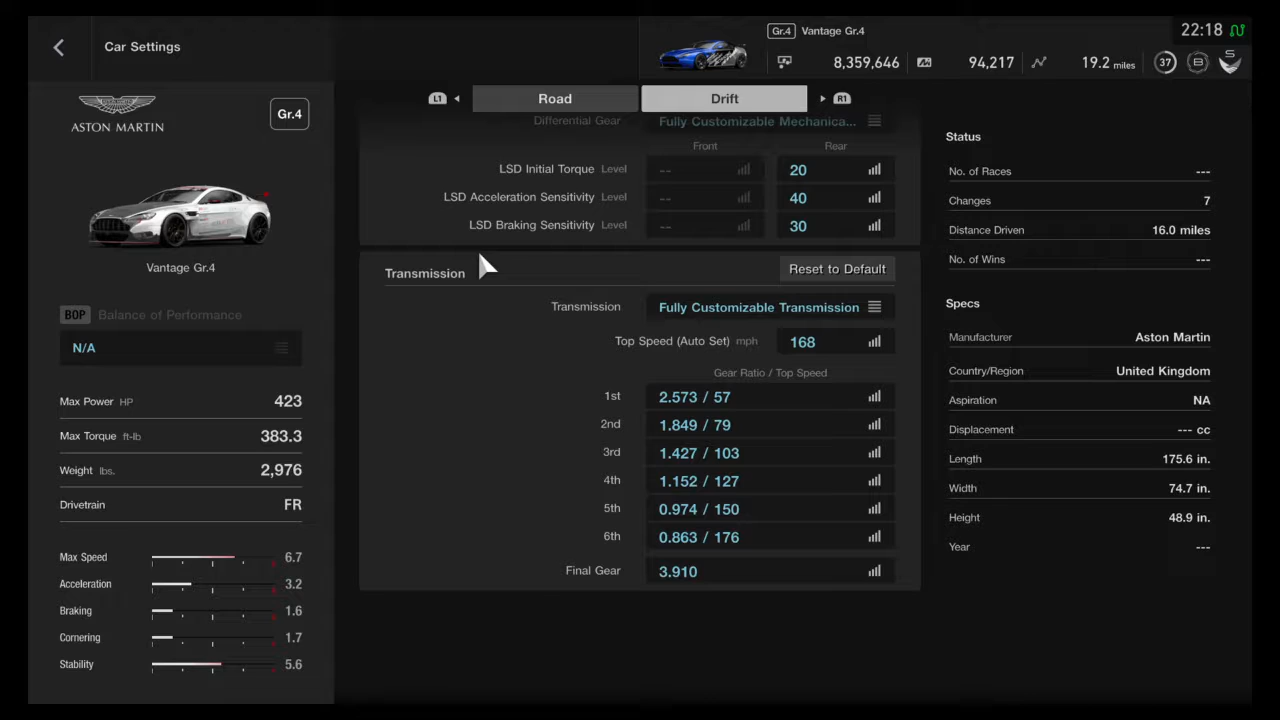 Car Settings
Gr.4 Vantage Gr.4
22:18
8,359,646 94,217 19.2 miles 37 B S
ASTON MARTIN
ASTON MARTIN
Gr.4
Vantage Gr.4
BOP Balance of Performance
N/A
Max Power HP 423
Max Torque ft-lb 383.3
Weight lbs. 2,976
Drivetrain FR
Max Speed 6.7
Acceleration 3.2
Braking 1.6
Cornering 1.7
Stability 5.6
L1 Road Drift R1
Differential Gear Fully Customizable Mechanica...
Front Rear
LSD Initial Torque Level -- 20
LSD Acceleration Sensitivity Level -- 40
LSD Braking Sensitivity Level -- 30
Transmission Reset to Default
Transmission Fully Customizable Transmission
Top Speed (Auto Set) mph 168
Gear Ratio / Top Speed
1st 2.573 / 57
2nd 1.849 / 79
3rd 1.427 / 103
4th 1.152 / 127
5th 0.974 / 150
6th 0.863 / 176
Final Gear 3.910
Status
No. of Races ---
Changes 7
Distance Driven 16.0 miles
No. of Wins ---
Specs
Manufacturer Aston Martin
Country/Region United Kingdom
Aspiration NA
Displacement --- cc
Length 175.6 in.
Width 74.7 in.
Height 48.9 in.
Year ---